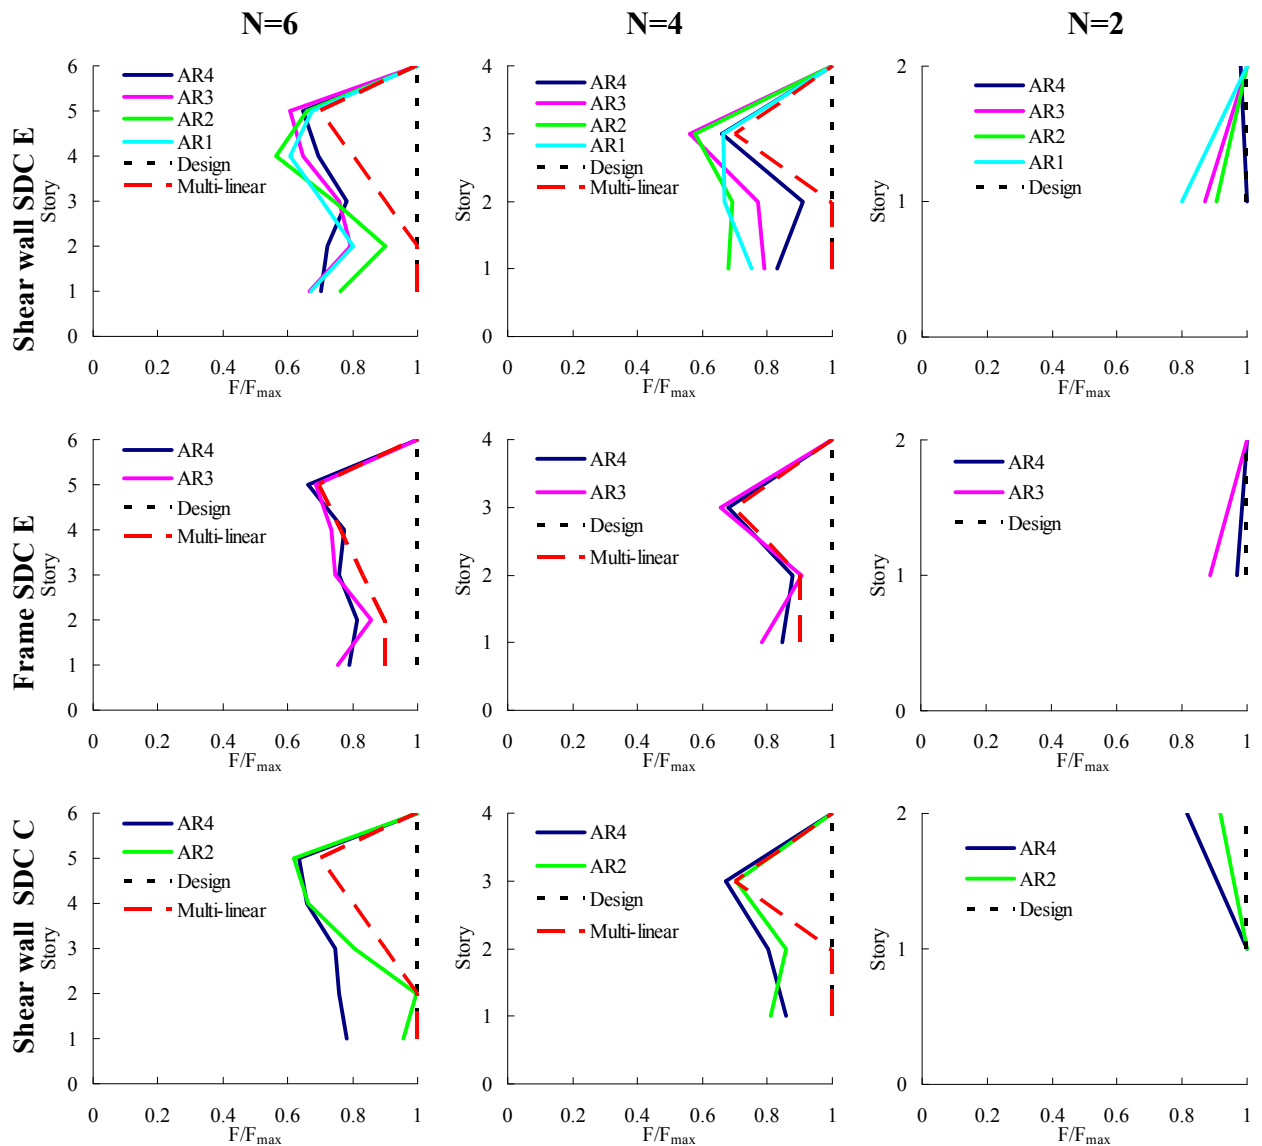 N=6
N=4
N=2
Shear wall SDC E
6
5
4
3
2
1
0
Story
AR4
AR3
AR2
AR1
Design
Multi-linear
0 0.2 0.4 0.6 0.8 1
F/Fmax
4
3
2
1
0
Story
AR4
AR3
AR2
AR1
Design
Multi-linear
0 0.2 0.4 0.6 0.8 1
F/Fmax
2
1
0
Story
AR4
AR3
AR2
AR1
Design
0 0.2 0.4 0.6 0.8 1
F/Fmax
Frame SDC E
6
5
4
3
2
1
0
Story
AR4
AR3
Design
Multi-linear
0 0.2 0.4 0.6 0.8 1
F/Fmax
4
3
2
1
0
Story
AR4
AR3
Design
Multi-linear
0 0.2 0.4 0.6 0.8 1
F/Fmax
2
1
0
Story
AR4
AR3
Design
0 0.2 0.4 0.6 0.8 1
F/Fmax
Shear wall SDC C
6
5
4
3
2
1
0
Story
AR4
AR2
Design
Multi-linear
0 0.2 0.4 0.6 0.8 1
F/Fmax
4
3
2
1
0
Story
AR4
AR2
Design
Multi-linear
0 0.2 0.4 0.6 0.8 1
F/Fmax
2
1
0
Story
AR4
AR2
Design
0 0.2 0.4 0.6 0.8 1
F/Fmax